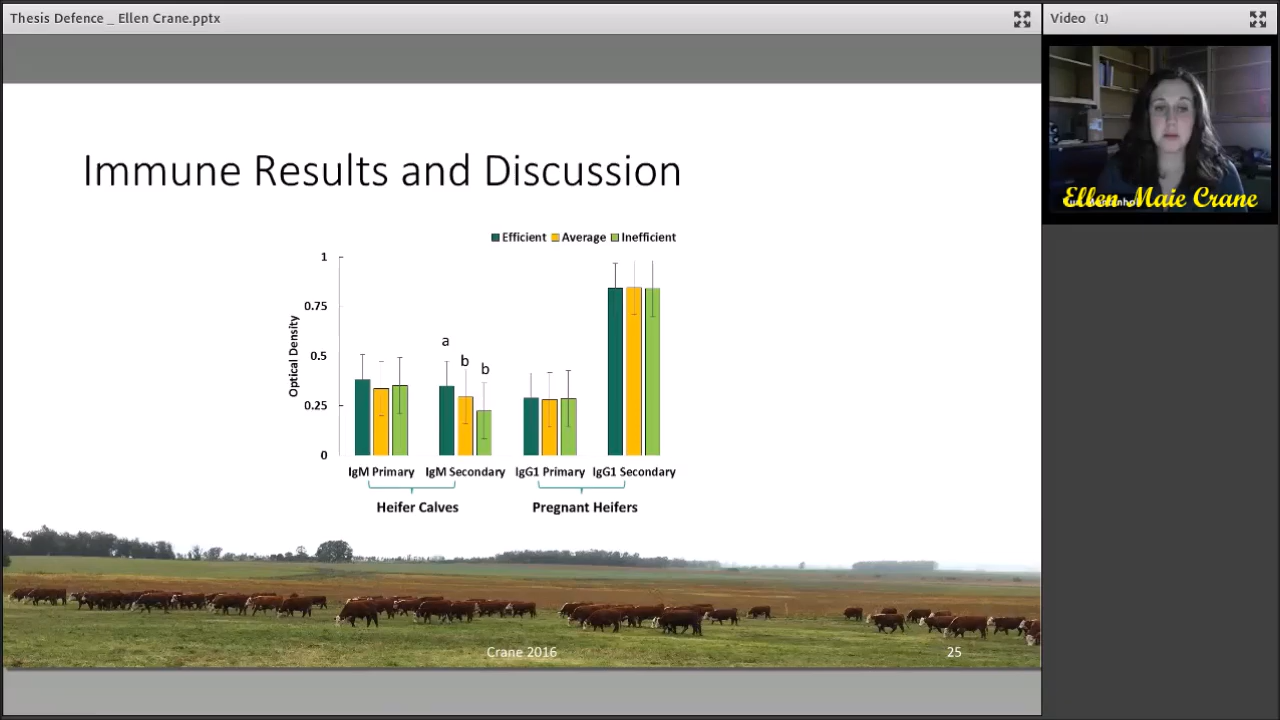 Thesis Defence _ Ellen Crane.pptx
Video (1)
Ellen Maie Crane
Immune Results and Discussion
Efficient Average Inefficient
1
0.75
0.5
0.25
0
Optical Density
a
b
b
IgM Primary IgM Secondary IgG1 Primary IgG1 Secondary
Heifer Calves Pregnant Heifers
Crane 2016
25